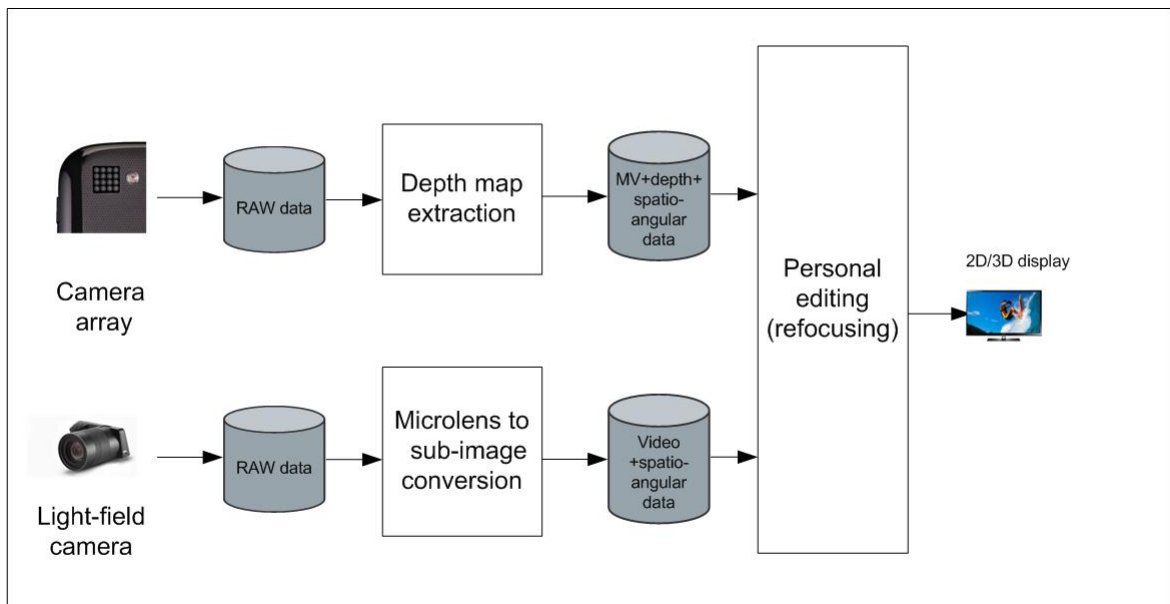 Camera
array
RAW data
Depth map
extraction
MV+depth+
spatio-
angular
data
Light-field
camera
RAW data
Microlens to
sub-image
conversion
Video
+spatio-
angular
data
Personal
editing
(refocusing)
2D/3D display